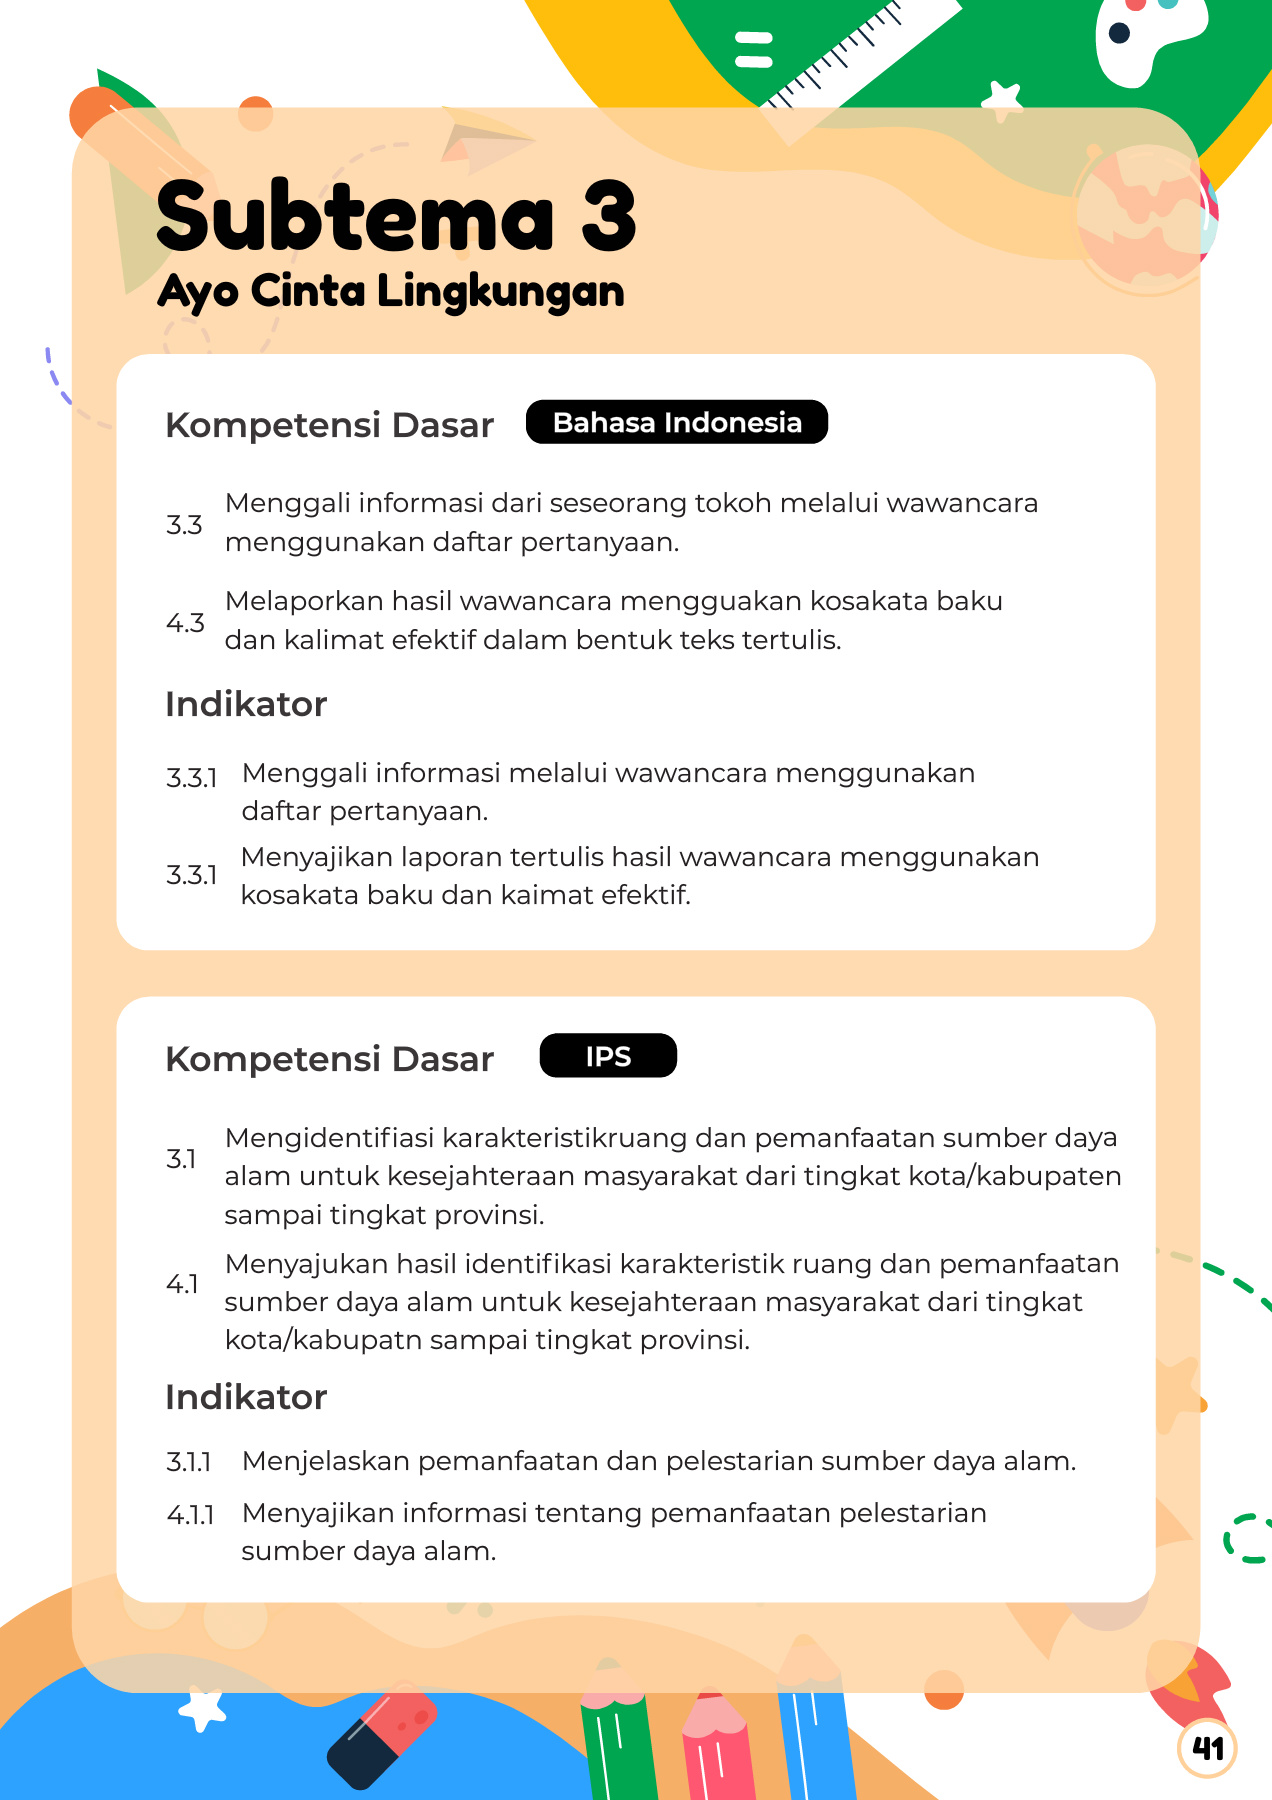 Subtema 3
Ayo Cinta Lingkungan
Kompetensi Dasar Bahasa Indonesia
3.3 Menggali informasi dari seseorang tokoh melalui wawancara
menggunakan daftar pertanyaan.
4.3 Melaporkan hasil wawancara mengguakan kosakata baku
dan kalimat efektif dalam bentuk teks tertulis.
Indikator
3.3.1 Menggali informasi melalui wawancara menggunakan
daftar pertanyaan.
3.3.1 Menyajikan laporan tertulis hasil wawancara menggunakan
kosakata baku dan kaimat efektif.
Kompetensi Dasar IPS
3.1 Mengidentifiasi karakteristikruang dan pemanfaatan sumber daya
alam untuk kesejahteraan masyarakat dari tingkat kota/kabupaten
sampai tingkat provinsi.
4.1 Menyajukan hasil identifikasi karakteristik ruang dan pemanfaatan
sumber daya alam untuk kesejahteraan masyarakat dari tingkat
kota/kabupatn sampai tingkat provinsi.
Indikator
3.1.1 Menjelaskan pemanfaatan dan pelestarian sumber daya alam.
4.1.1 Menyajikan informasi tentang pemanfaatan pelestarian
sumber daya alam.
41